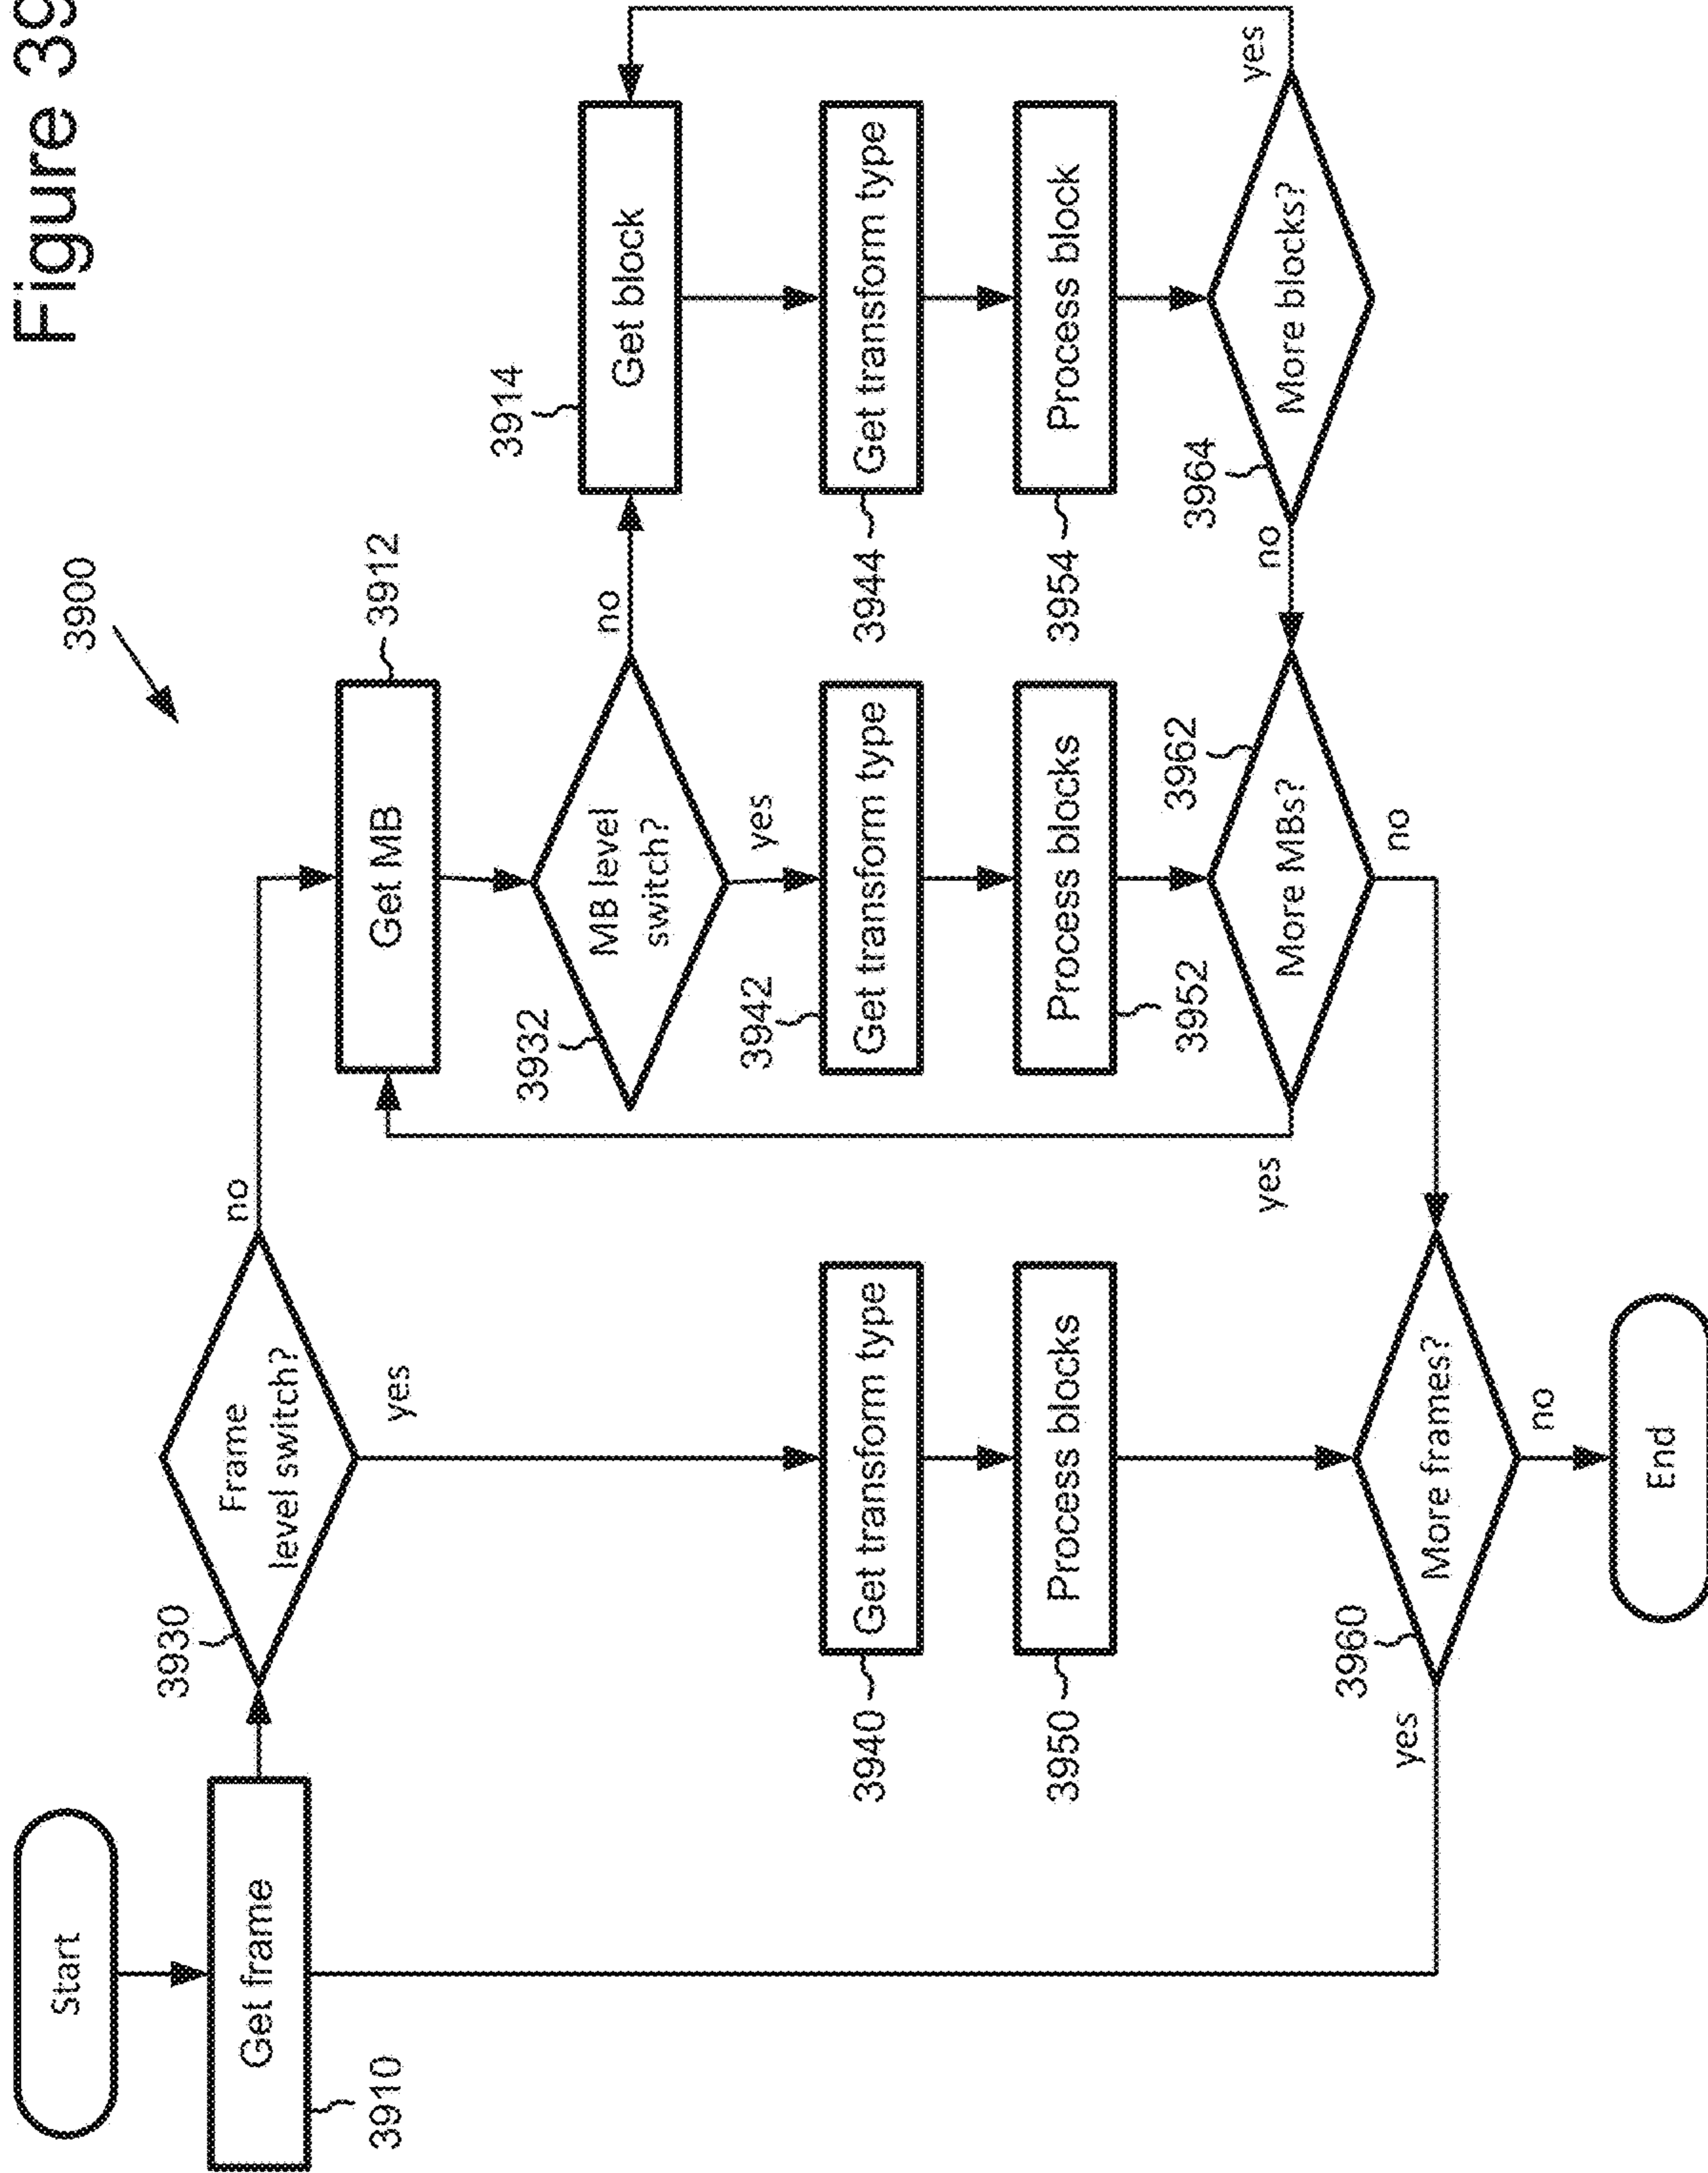 Figure 39
3900
Start
Get frame
3910
3930
Frame
level switch?
no
yes
Get MB
3912
3932
MB level
switch?
no
yes
3914
Get block
3940
Get transform type
3942
Get transform type
3944
Get transform type
3950
Process blocks
3952
Process blocks
3954
Process block
3964
More blocks?
yes
no
3962
More MBs?
yes
no
3960
More frames?
yes
no
End